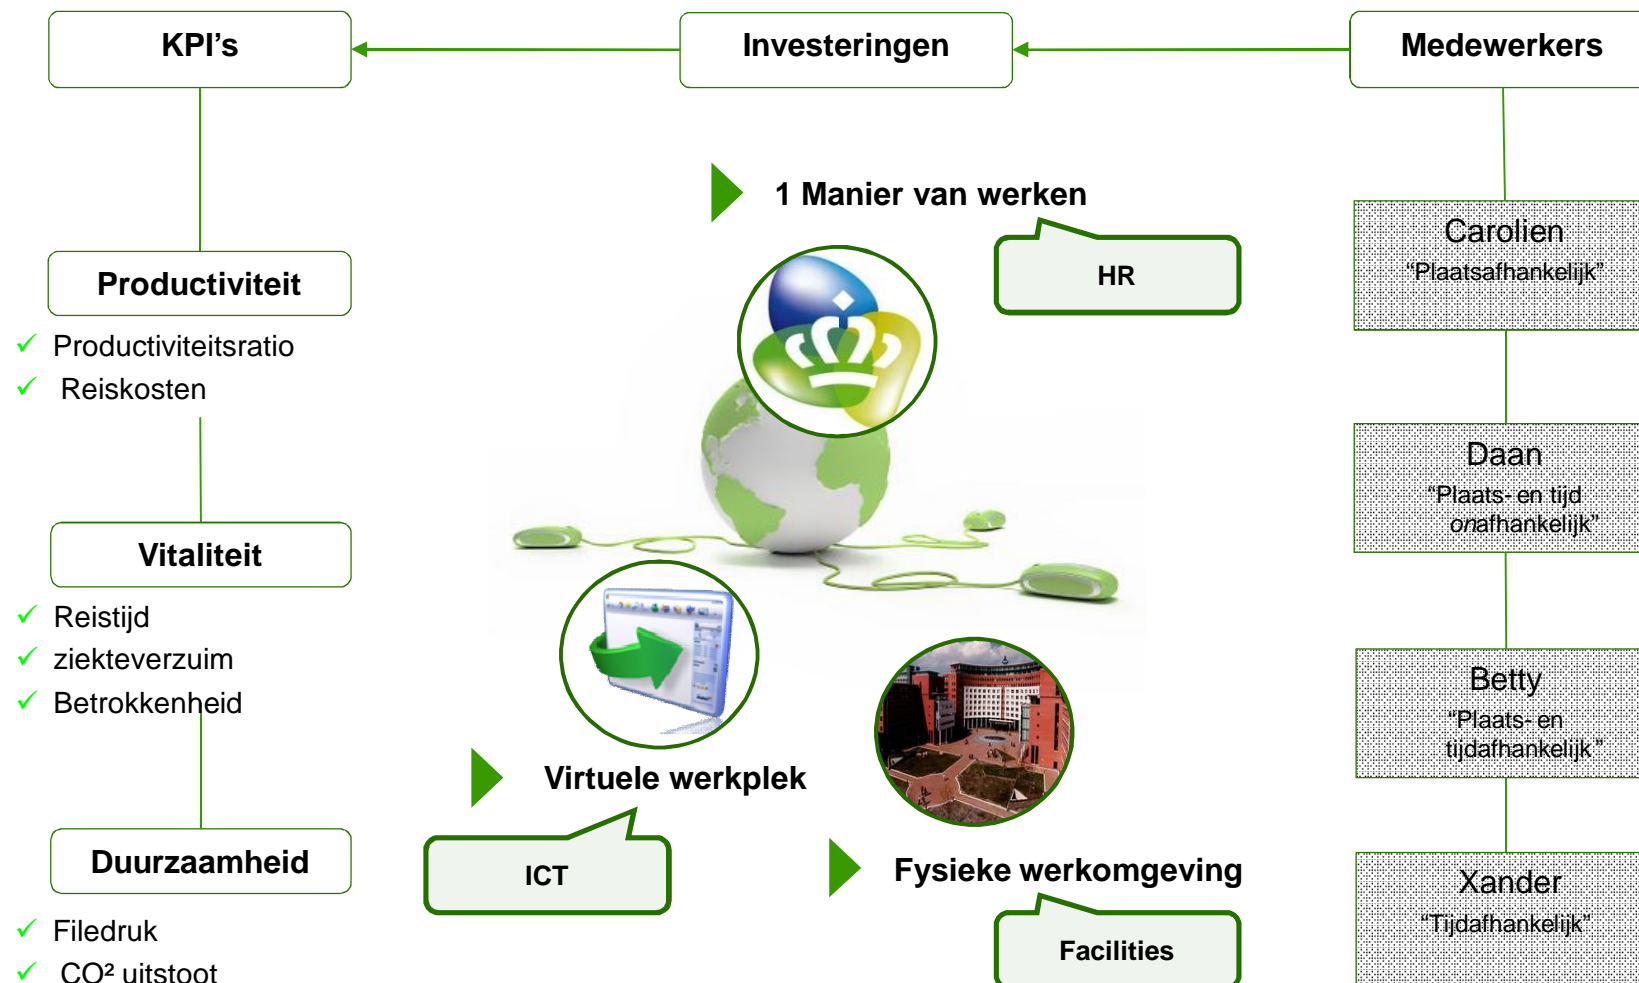 KPI’s
Investeringen
Medewerkers
1 Manier van werken
HR
Carolien
“Plaatsafhankelijk”
Productiviteit
Productiviteitsratio
Reiskosten
Daan
“Plaats- en tijd
onafhankelijk”
Vitaliteit
Reistijd
ziekteverzuim
Betrokkenheid
Betty
“Plaats- en
tijdafhankelijk”
Virtuele werkplek
ICT
Duurzaamheid
Filedruk
CO² uitstoot
Fysieke werkomgeving
Facilities
Xander
“Tijdafhankelijk”